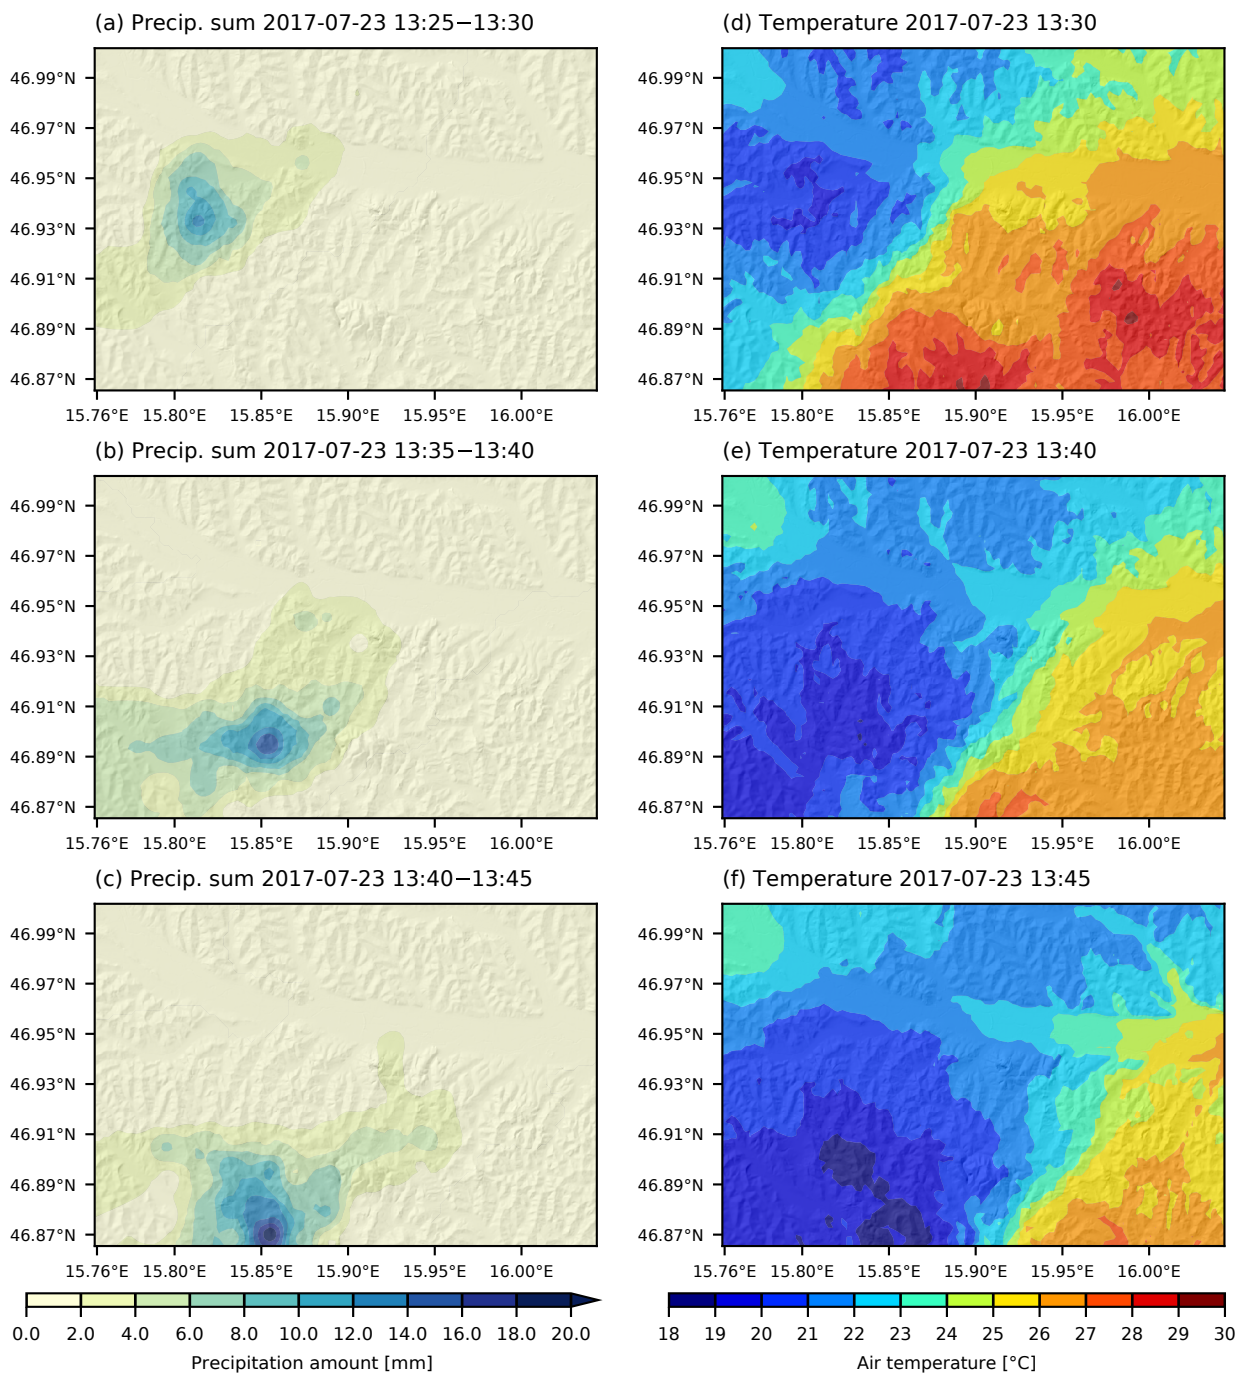 (a) Precip. sum 2017-07-23 13:25−13:30
46.99°N
46.97°N
46.95°N
46.93°N
46.91°N
46.89°N
46.87°N
15.76°E 15.80°E 15.85°E 15.90°E 15.95°E 16.00°E
(d) Temperature 2017-07-23 13:30
46.99°N
46.97°N
46.95°N
46.93°N
46.91°N
46.89°N
46.87°N
15.76°E 15.80°E 15.85°E 15.90°E 15.95°E 16.00°E
(b) Precip. sum 2017-07-23 13:35−13:40
46.99°N
46.97°N
46.95°N
46.93°N
46.91°N
46.89°N
46.87°N
15.76°E 15.80°E 15.85°E 15.90°E 15.95°E 16.00°E
(e) Temperature 2017-07-23 13:40
46.99°N
46.97°N
46.95°N
46.93°N
46.91°N
46.89°N
46.87°N
15.76°E 15.80°E 15.85°E 15.90°E 15.95°E 16.00°E
(c) Precip. sum 2017-07-23 13:40−13:45
46.99°N
46.97°N
46.95°N
46.93°N
46.91°N
46.89°N
46.87°N
15.76°E 15.80°E 15.85°E 15.90°E 15.95°E 16.00°E
(f) Temperature 2017-07-23 13:45
46.99°N
46.97°N
46.95°N
46.93°N
46.91°N
46.89°N
46.87°N
15.76°E 15.80°E 15.85°E 15.90°E 15.95°E 16.00°E
0.0 2.0 4.0 6.0 8.0 10.0 12.0 14.0 16.0 18.0 20.0
Precipitation amount [mm]
18 19 20 21 22 23 24 25 26 27 28 29 30
Air temperature [°C]